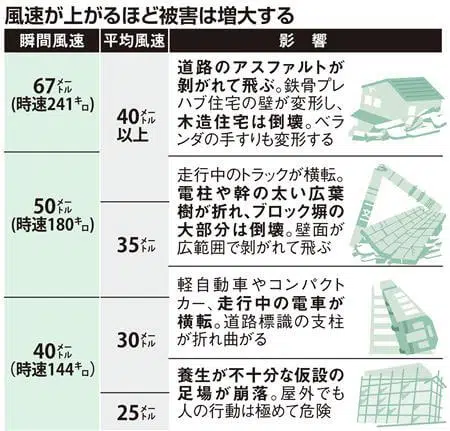 風速が上がるほど被害は増大する
瞬間風速
平均風速
影響
67メートル
(時速241キロ)
40メートル
以上
道路のアスファルトが
剝がれて飛ぶ。鉄骨プレ
ハブ住宅の壁が変形し、
木造住宅は倒壊。ベラ
ンダの手すりも変形する
50メートル
(時速180キロ)
35メートル
走行中のトラックが横転。
電柱や幹の太い広葉
樹が折れ、ブロック塀の
大部分は倒壊。壁面が
広範囲で剝がれて飛ぶ
40メートル
(時速144キロ)
30メートル
軽自動車やコンパクト
カー、走行中の電車が
横転。道路標識の支柱
が折れ曲がる
25メートル
養生が不十分な仮設の
足場が崩落。屋外でも
人の行動は極めて危険